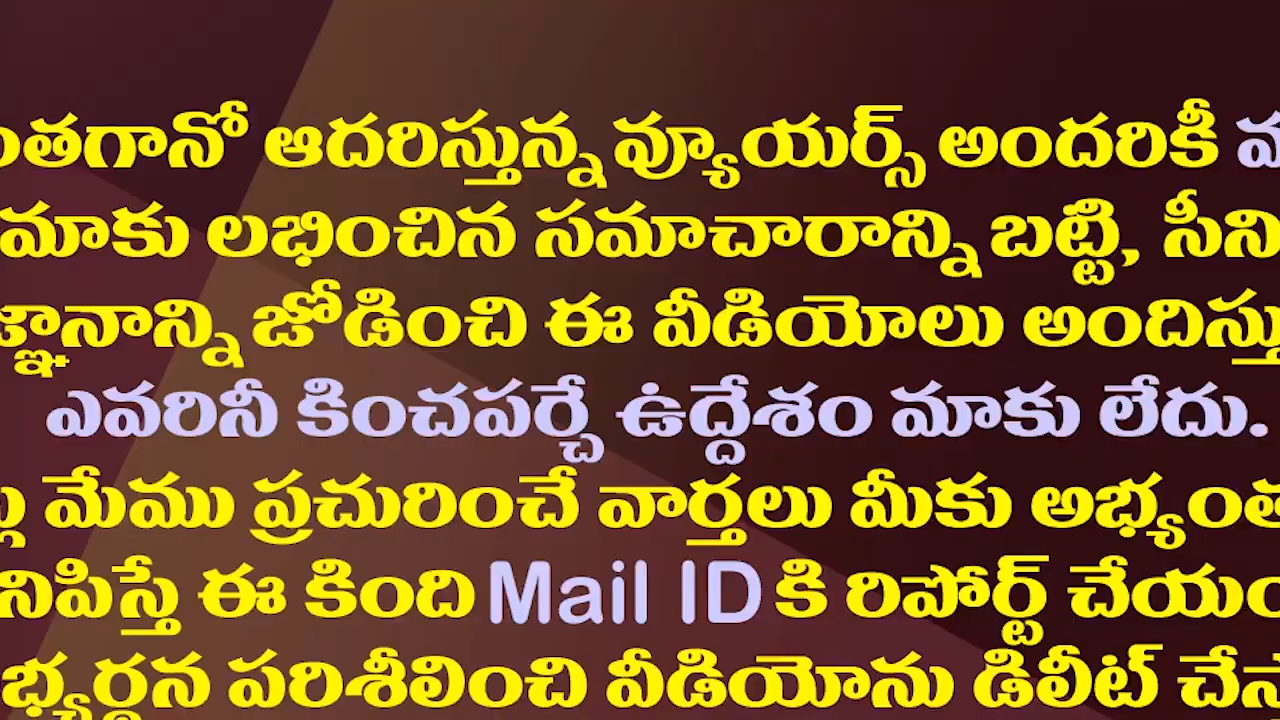 ంతగానో ఆదరిస్తున్న వ్యూయర్స్ అందరికీ
మాకు లభించిన సమాచారాన్ని బట్టి, సీని
జ్ఞానాన్ని జోడించి ఈ వీడియోలు అందిస్తు
ఎవరినీ కించపర్చే ఉద్దేశం మాకు లేదు.
మేము ప్రచురించే వార్తలు మీకు అభ్యంత
నిపిస్తే ఈ కింది Mail ID కి రిపోర్ట్ చేయం
భ్యర్థన పరిశీలించి వీడియోను డిలీట్ చేస